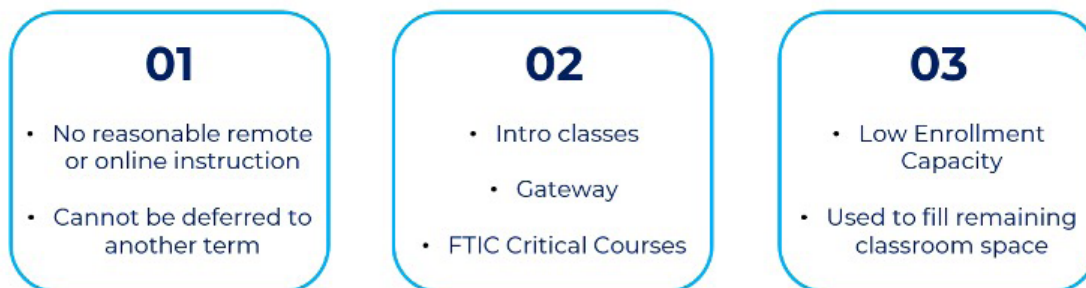 01
• No reasonable remote
or online instruction
• Cannot be deferred to
another term
02
• Intro classes
• Gateway
• FTIC Critical Courses
03
• Low Enrollment
Capacity
• Used to fill remaining
classroom space